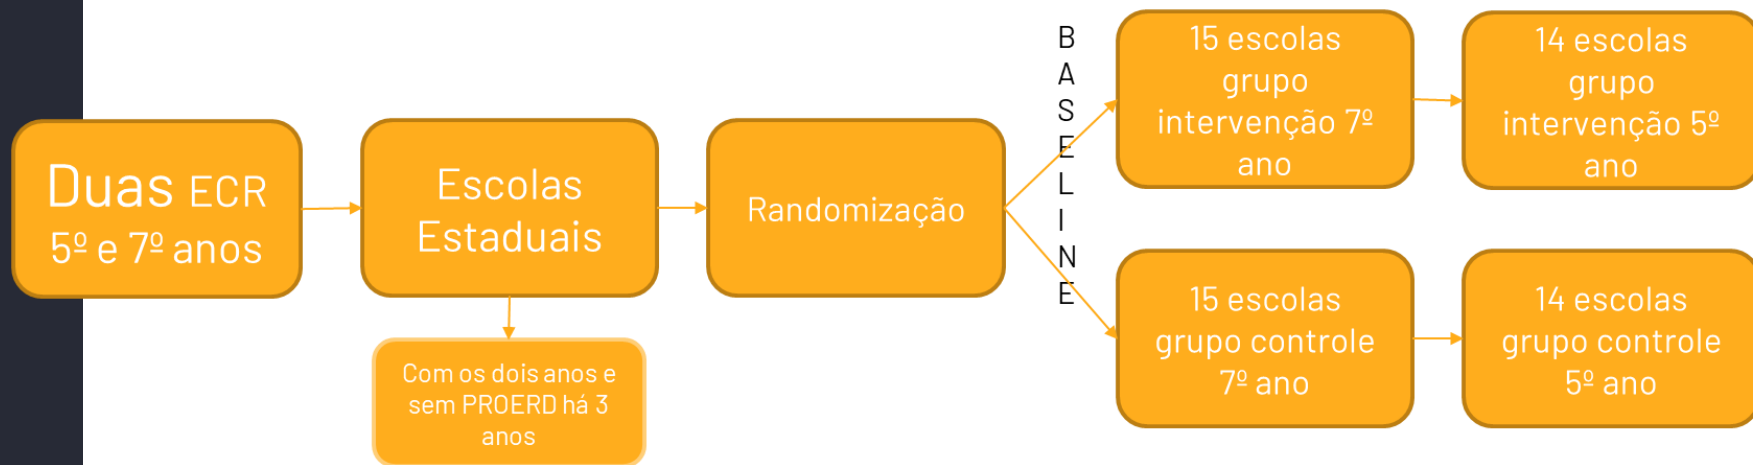 Duas ECR
5º e 7º anos
Escolas
Estaduais
Com os dois anos e
sem PROERD há 3
anos
Randomização
B
A
S
E
L
I
N
E
15 escolas
grupo
intervenção 7º
ano
14 escolas
grupo
intervenção 5º
ano
15 escolas
grupo controle
7º ano
14 escolas
grupo controle
5º ano